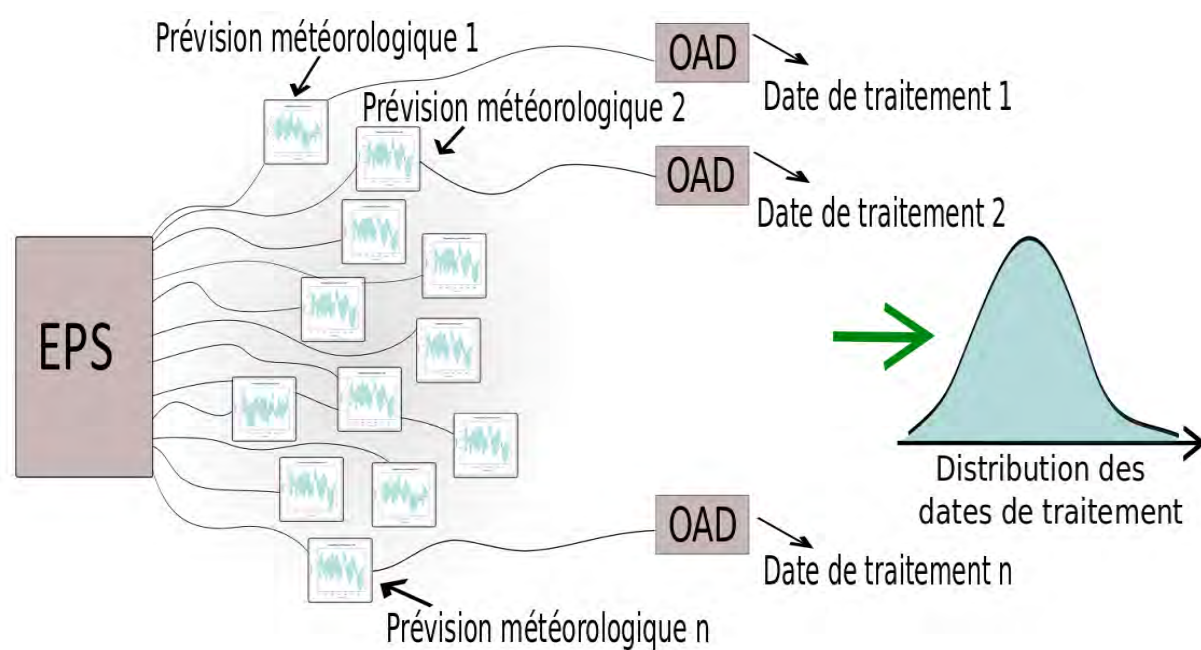 Prévision météorologique 1
OAD
Date de traitement 1
Prévision météorologique 2
OAD
Date de traitement 2
EPS
Distribution des
dates de traitement
OAD
Date de traitement n
Prévision météorologique n